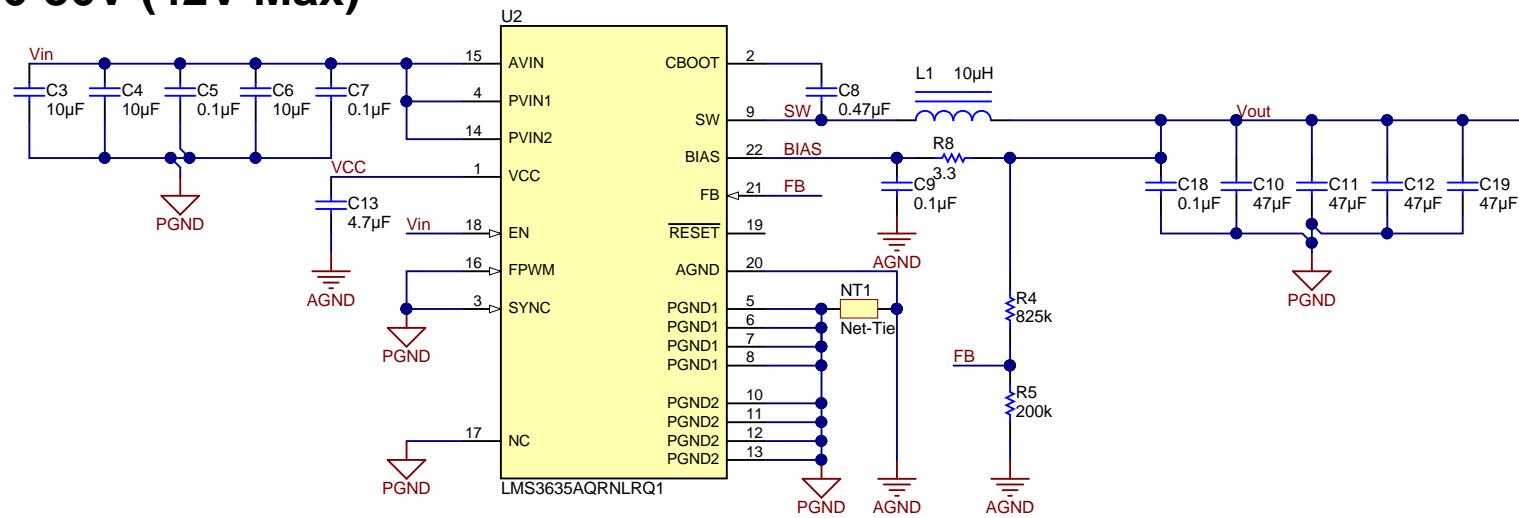 U2
Vin
C3
10µF
C4
10µF
C5
0.1µF
C6
10µF
C7
0.1µF
PGND
VCC
C13
4.7µF
AGND
Vin
PGND
PGND
15 AVIN
4 PVIN1
14 PVIN2
1 VCC
18 EN
16 FPWM
3 SYNC
17 NC
CBOOT 2
SW 9
BIAS 22
FB 21
RESET 19
AGND 20
PGND1 5
PGND1 6
PGND1 7
PGND1 8
PGND2 10
PGND2 11
PGND2 12
PGND2 13
LMS3635AQRNLRQ1
C8
0.47µF
SW
L1 10µH
BIAS
R8
3.3
FB
C9
0.1µF
AGND
NT1
Net-Tie
PGND
AGND
R4
825k
FB
R5
200k
AGND
Vout
C18
0.1µF
C10
47µF
C11
47µF
C12
47µF
C19
47µF
PGND